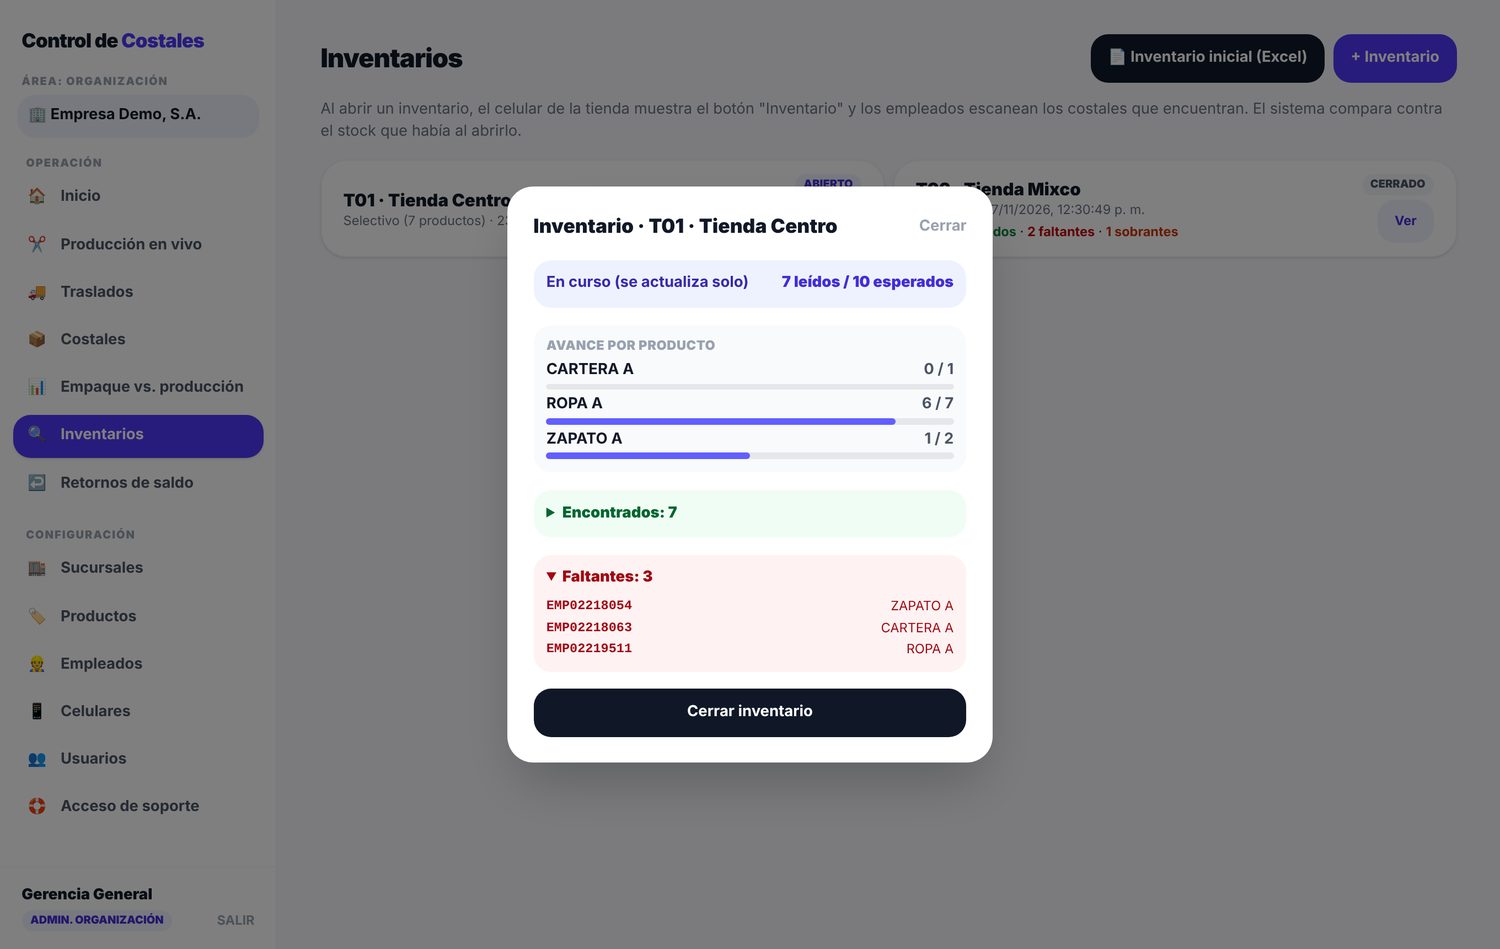 Control de Costales
ÁREA: ORGANIZACIÓN
Empresa Demo, S.A.
OPERACIÓN
Inicio
Producción en vivo
Traslados
Costales
Empaque vs. producción
Inventarios
Retornos de saldo
CONFIGURACIÓN
Sucursales
Productos
Empleados
Celulares
Usuarios
Acceso de soporte
Gerencia General
ADMIN. ORGANIZACIÓN
SALIR
Inventarios
Inventario inicial (Excel)
+ Inventario
Al abrir un inventario, el celular de la tienda muestra el botón "Inventario" y los empleados escanean los costales que encuentran. El sistema compara contra
el stock que había al abrirlo.
T01 · Tienda Centro
ABIERTO
Selectivo (7 productos) ·
Tienda Mixco
CERRADO
7/11/2026, 12:30:49 p. m.
· 2 faltantes · 1 sobrantes
Ver
Inventario · T01 · Tienda Centro
Cerrar
En curso (se actualiza solo)
7 leídos / 10 esperados
AVANCE POR PRODUCTO
CARTERA A 0 / 1
ROPA A 6 / 7
ZAPATO A 1 / 2
Encontrados: 7
Faltantes: 3
EMP02218054 ZAPATO A
EMP02218063 CARTERA A
EMP02219511 ROPA A
Cerrar inventario